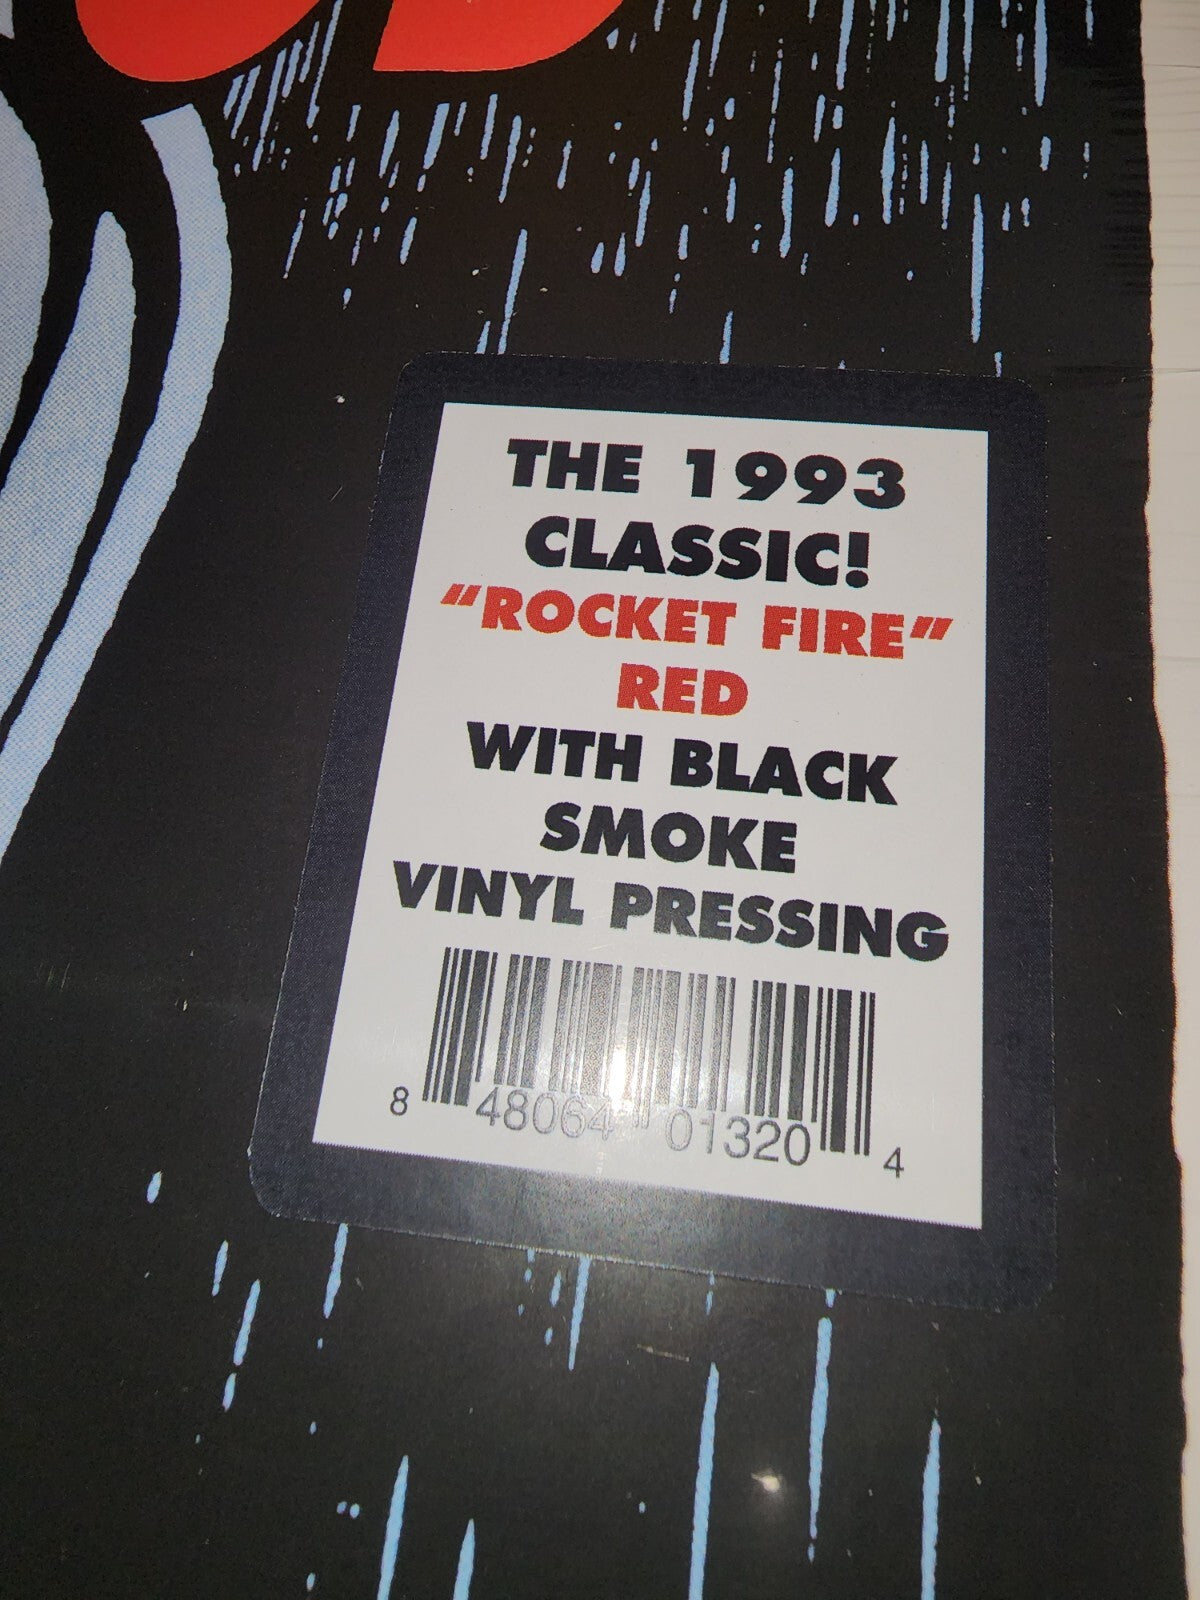 THE 1993
CLASSIC!
"ROCKET FIRE"
RED
WITH BLACK
SMOKE
VINYL PRESSING
8 48064 01320 4